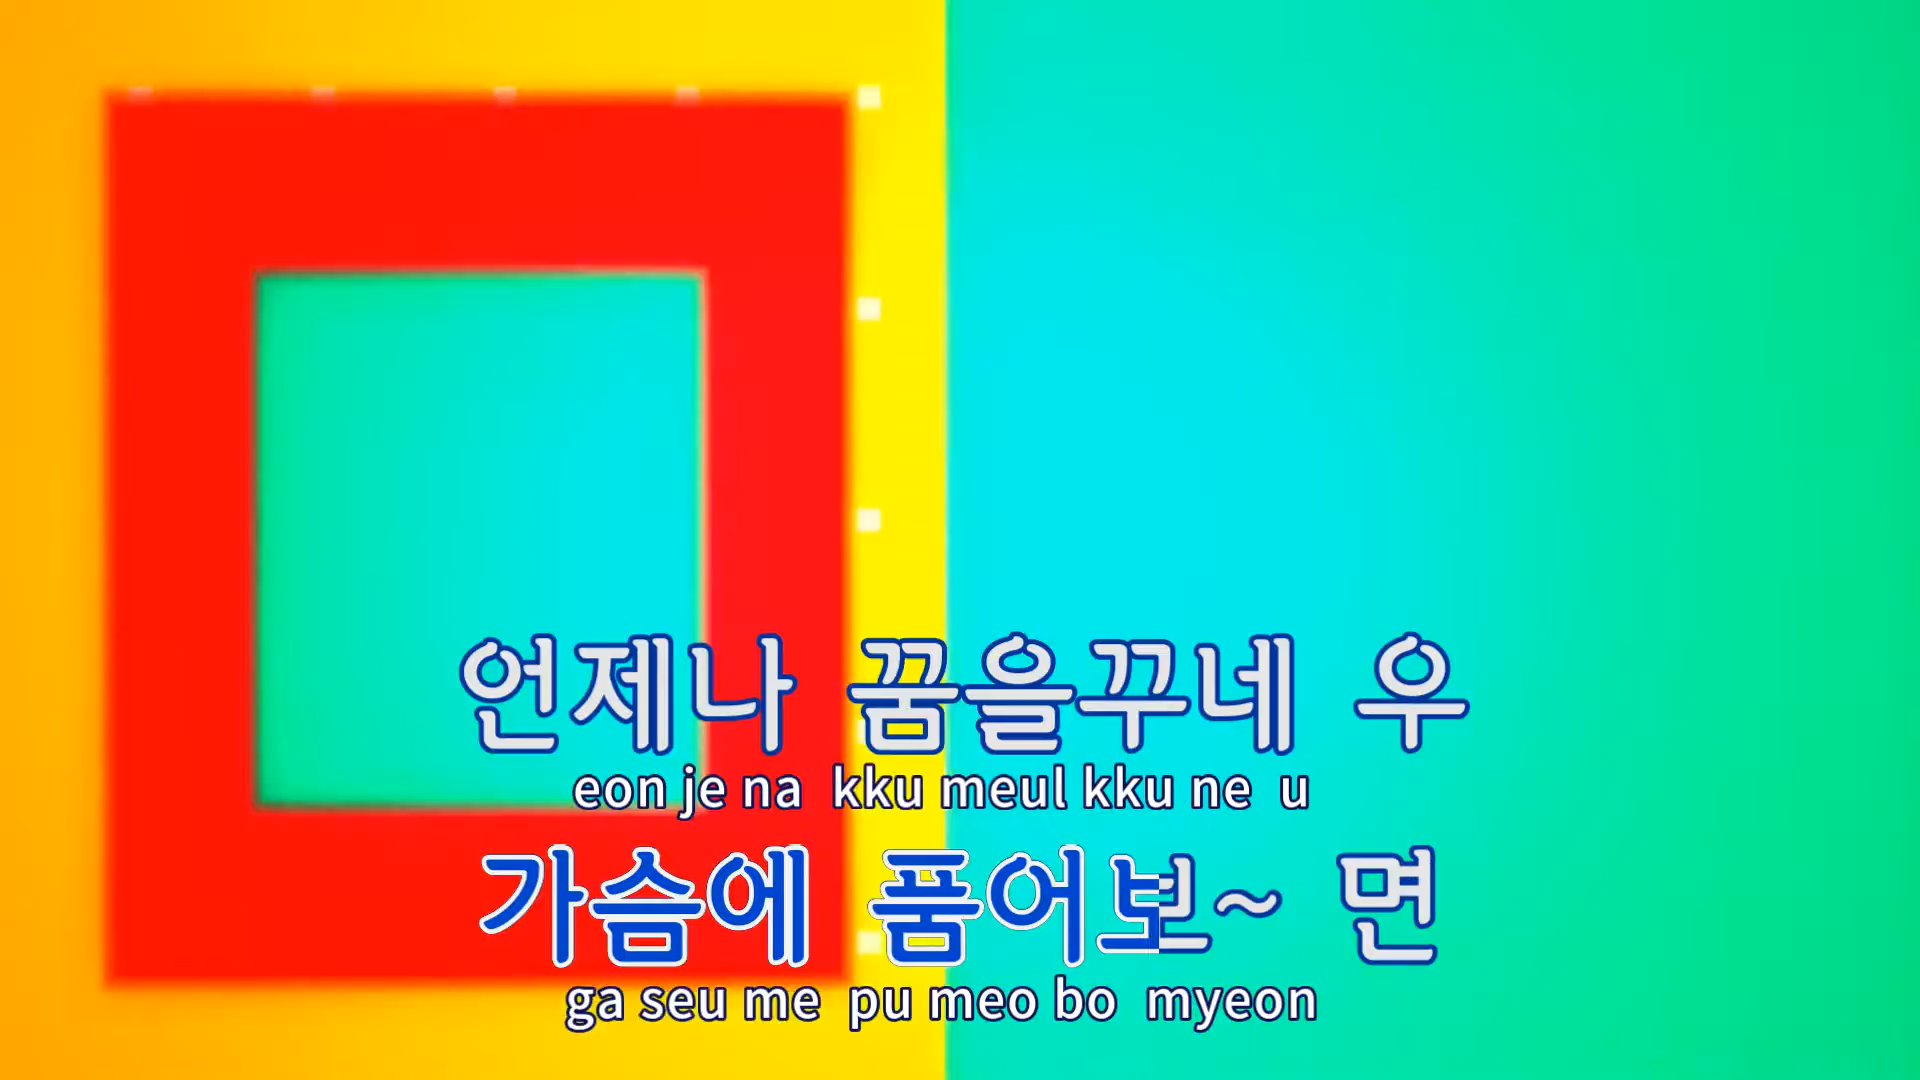 언제나 꿈을꾸네 우
eon je na kku meul kku ne u
가슴에 품어보~ 면
ga seu me pu meo bo myeon